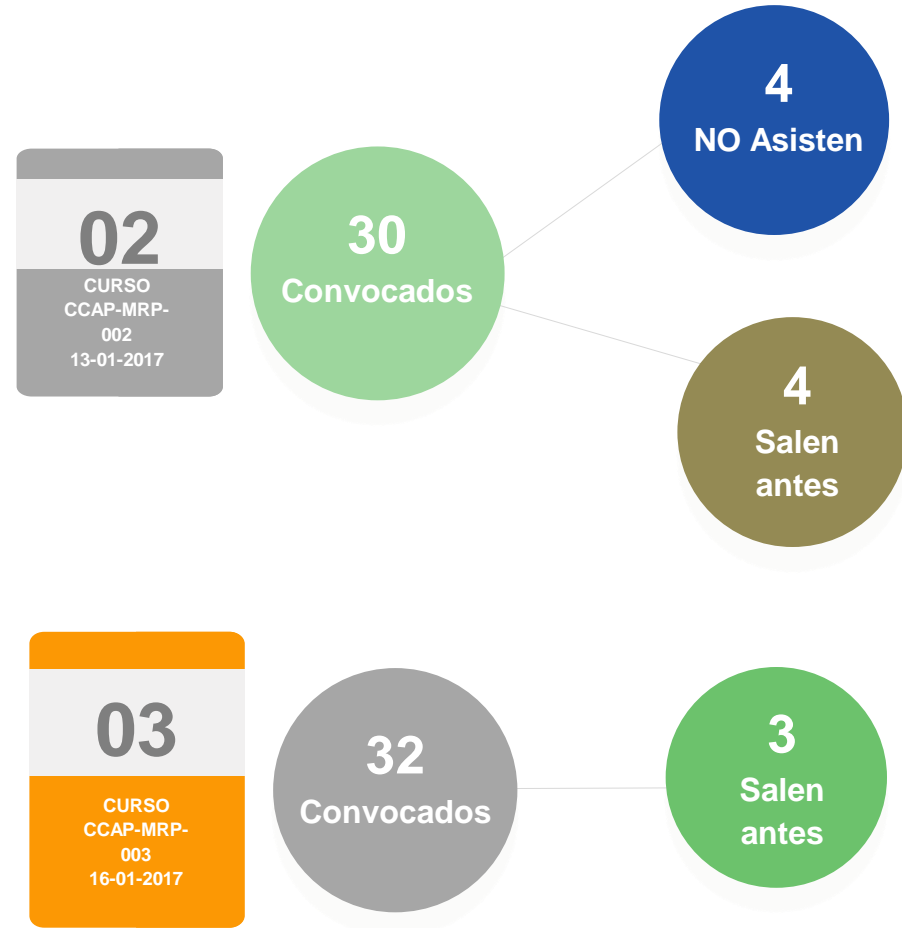 02
CURSO
CCAP-MRP-
002
13-01-2017
30
Convocados
4
NO Asisten
4
Salen
antes
03
CURSO
CCAP-MRP-
003
16-01-2017
32
Convocados
3
Salen
antes